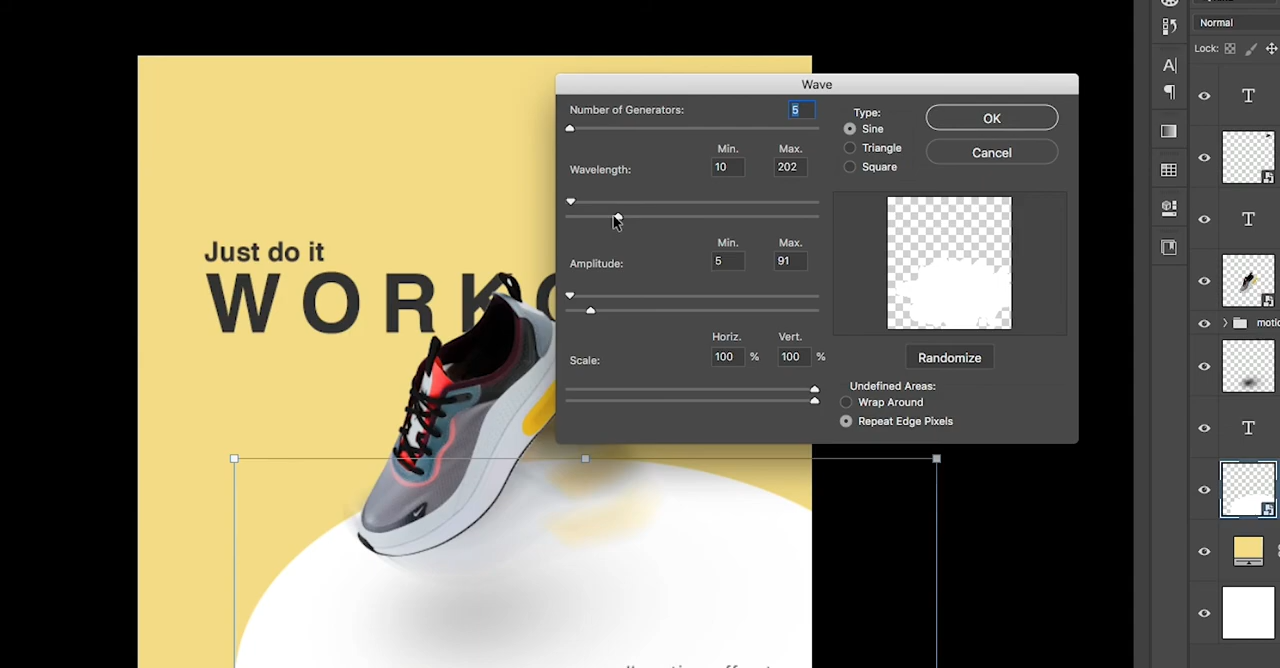 Normal
Lock:
Wave
Number of Generators:
5
Type:
Sine
Triangle
Square
OK
Cancel
Min.
Max.
Wavelength:
10
202
Min.
Max.
Amplitude:
5
91
Horiz.
Vert.
Scale:
100 %
100 %
Randomize
Undefined Areas:
Wrap Around
Repeat Edge Pixels
Just do it
WORK
A
T
T
motio
T